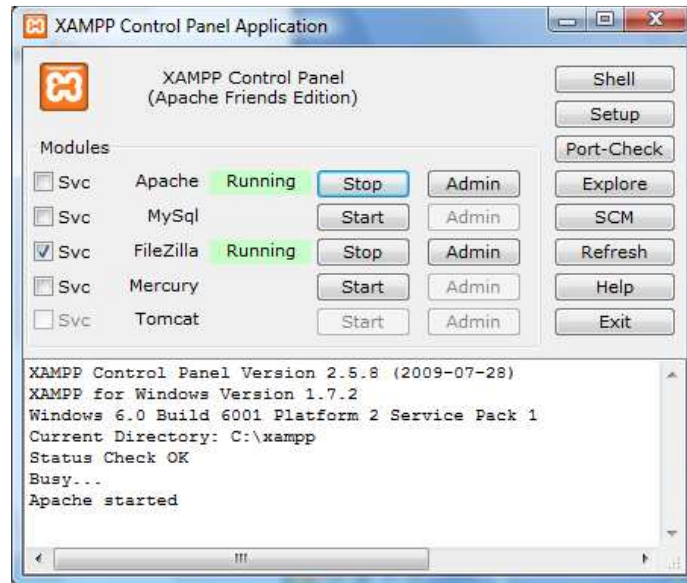 XAMPP Control Panel Application
XAMPP Control Panel
(Apache Friends Edition)
Shell
Setup
Modules
Port-Check
Svc Apache Running Stop Admin Explore
Svc MySql Start Admin SCM
Svc FileZilla Running Stop Admin Refresh
Svc Mercury Start Admin Help
Svc Tomcat Start Admin Exit
XAMPP Control Panel Version 2.5.8 (2009-07-28)
XAMPP for Windows Version 1.7.2
Windows 6.0 Build 6001 Platform 2 Service Pack 1
Current Directory: C:\xampp
Status Check OK
Busy...
Apache started